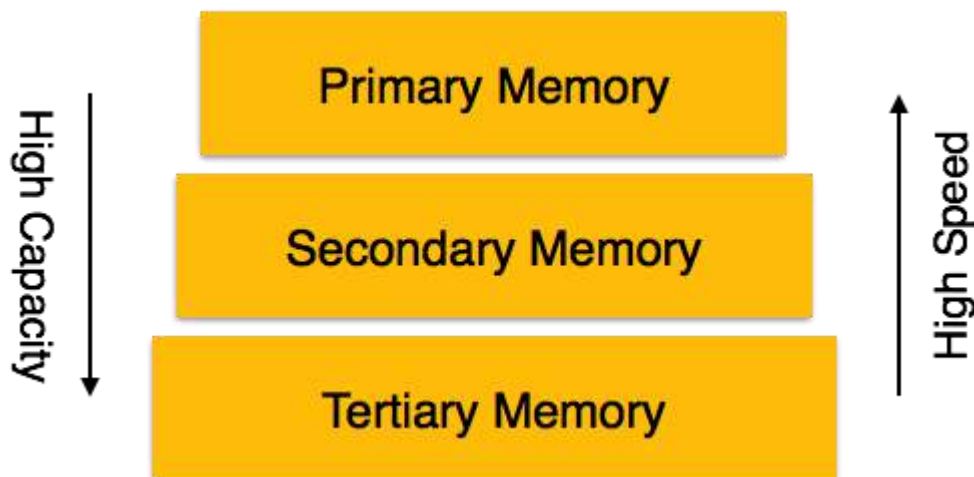 Primary Memory
High Capacity
Secondary Memory
High Speed
Tertiary Memory